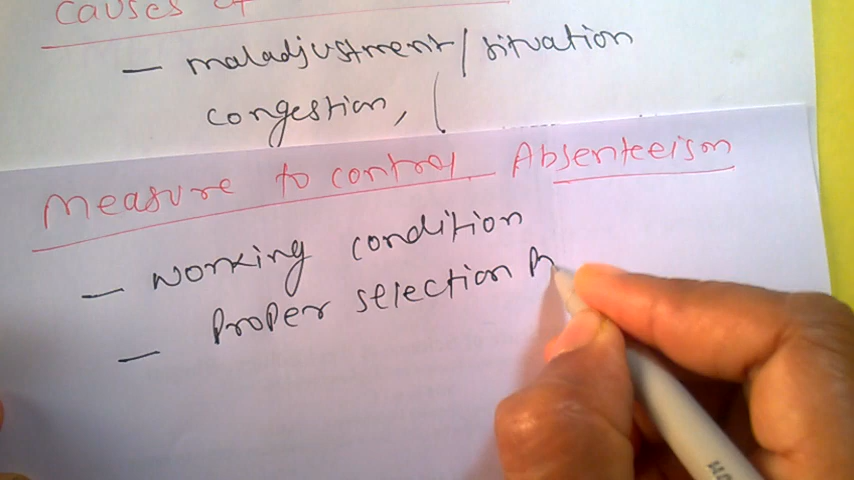 causes of
- maladjustment/situation
congestion, (
Measure to control Absenteeism
- working condition
- Proper selection